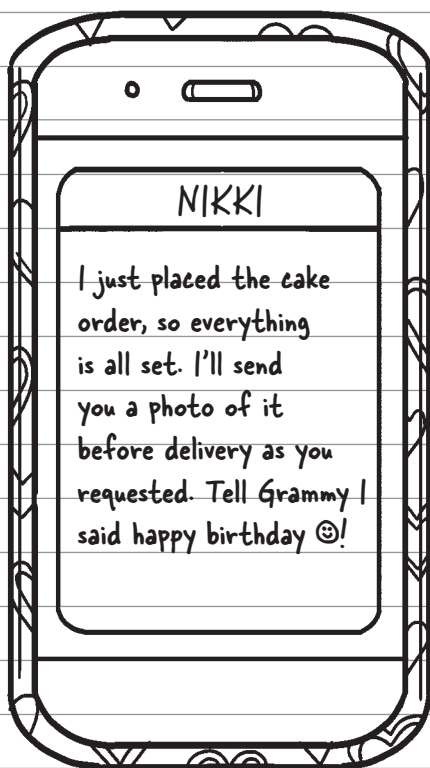 NIKKI
I just placed the cake
order, so everything
is all set. I'll send
you a photo of it
before delivery as you
requested. Tell Grammy I
said happy birthday ☺!